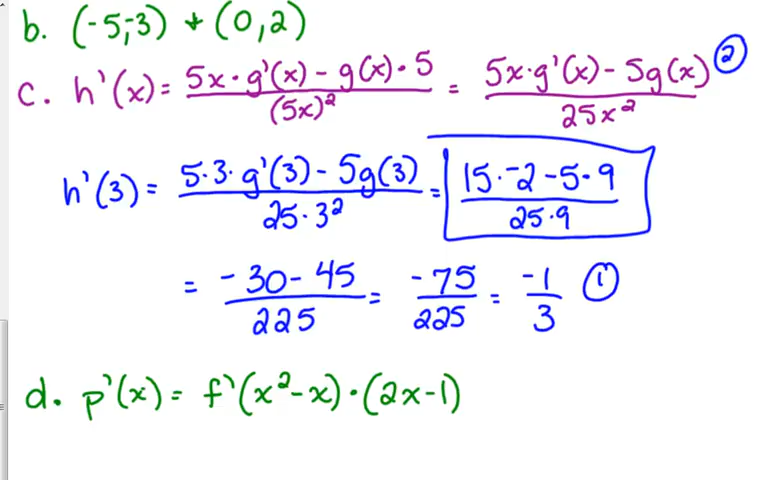 b. (-5,-3) + (0,2)
c. h'(x) = (5x · g'(x) - g(x) · 5)/(5x)² = (5x · g'(x) - 5g(x))/25x² ②
h'(3) = (5·3· g'(3) - 5g(3))/(25·3²) = (15·-2 - 5·9)/(25·9)
= (-30 - 45)/225 = -75/225 = -1/3 ①
d. p'(x) = f'(x² - x) · (2x - 1)